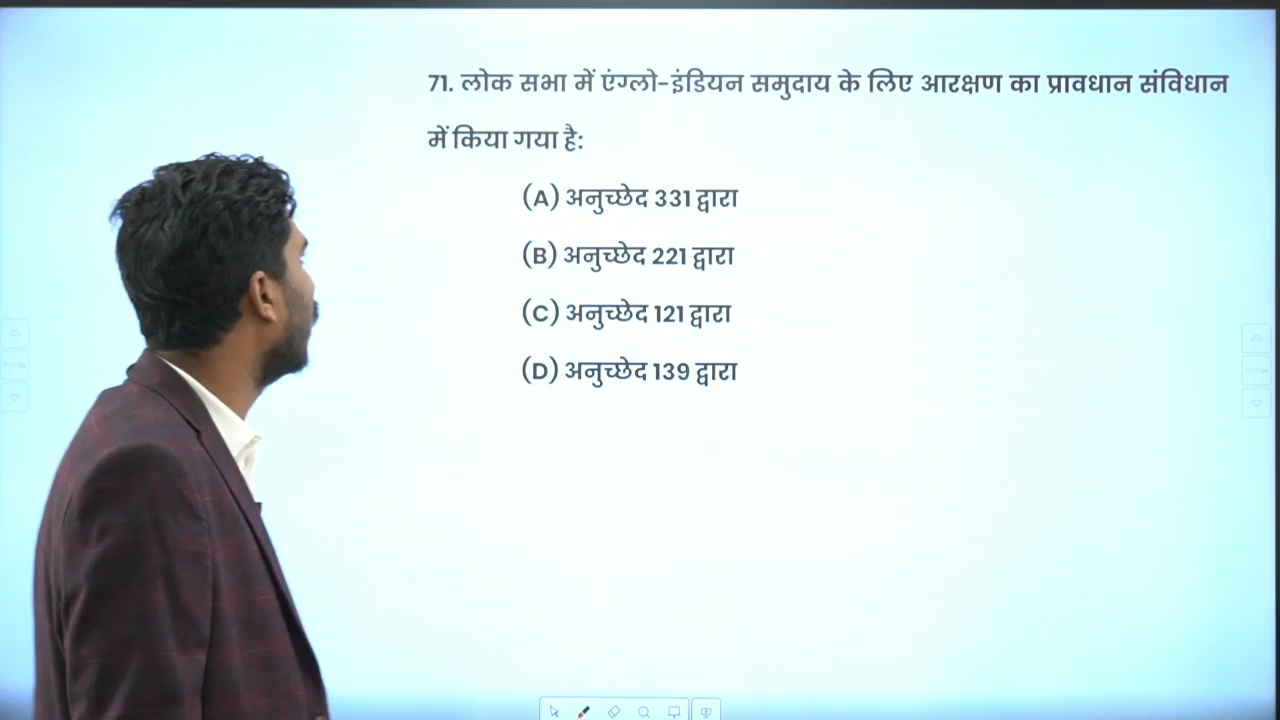 71. लोक सभा में एंग्लो-इंडियन समुदाय के लिए आरक्षण का प्रावधान संविधान
में किया गया है:
(A) अनुच्छेद 331 द्वारा
(B) अनुच्छेद 221 द्वारा
(C) अनुच्छेद 121 द्वारा
(D) अनुच्छेद 139 द्वारा